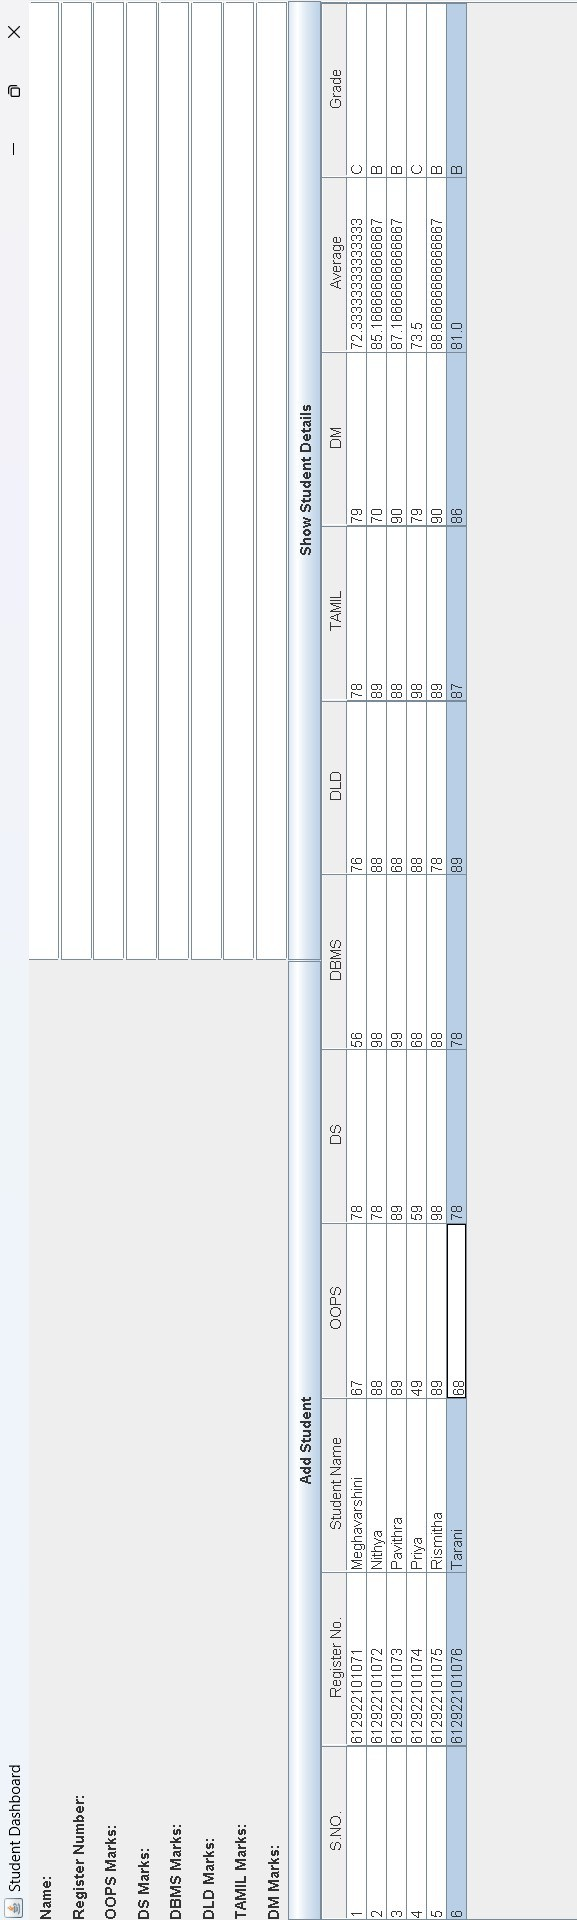 Student Dashboard
Name:
Register Number:
OOPS Marks:
DS Marks:
DBMS Marks:
DLD Marks:
TAMIL Marks:
DM Marks:
Add Student Show Student Details
S.NO. Register No. Student Name OOPS DS DBMS DLD TAMIL DM Average Grade
1 612922101071 Meghavarshini 67 78 56 76 78 79 72.33333333333333 C
2 612922101072 Nithya 88 78 98 88 89 70 85.16666666666667 B
3 612922101073 Pavithra 89 89 99 68 88 90 87.16666666666667 B
4 612922101074 Priya 49 59 68 88 98 79 73.5 C
5 612922101075 Rismitha 89 98 88 78 89 90 88.66666666666667 B
6 612922101076 Tarani 68 78 78 89 87 86 81.0 B